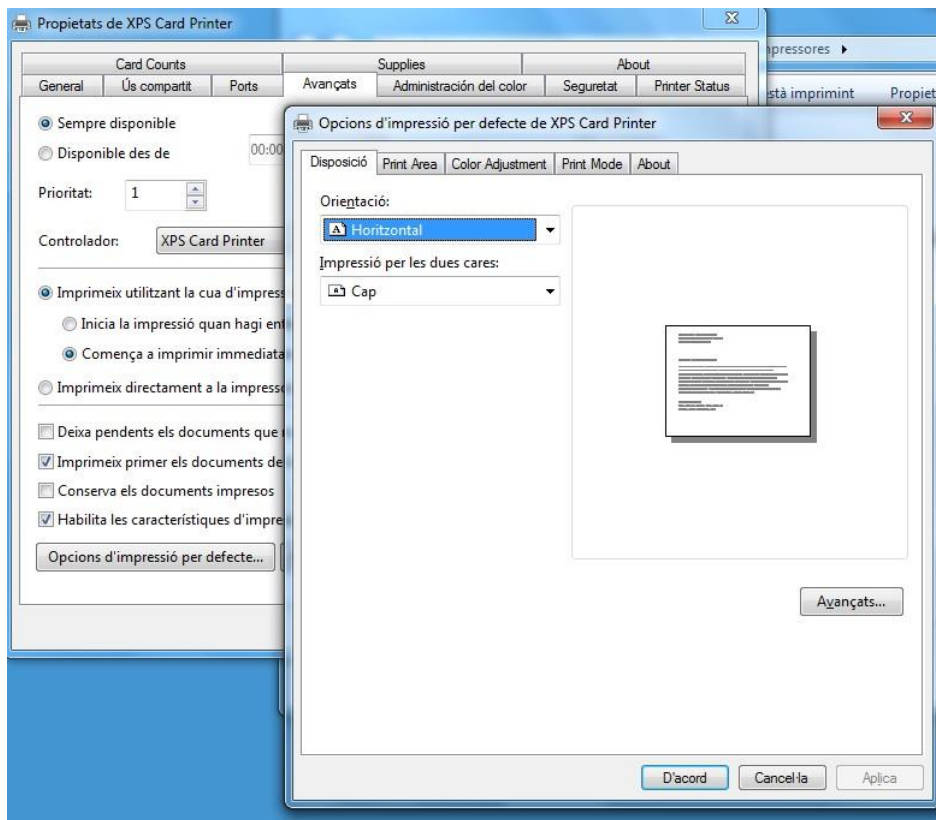 Propietats de XPS Card Printer
Card Counts
Supplies
About
General
Ús compartit
Ports
Avançats
Administración del color
Seguretat
Printer Status
Sempre disponible
Disponible des de
00:00
Prioritat:
1
Controlador:
XPS Card Printer
Imprimeix utilitzant la cua d'impres
Inicia la impressió quan hagi en
Comença a imprimir immediata
Imprimeix directament a la impress
Deixa pendents els documents que
Imprimeix primer els documents de
Conserva els documents impresos
Habilita les característiques d'impre
Opcions d'impressió per defecte...
mpressores
stà imprimint
Propiet
Opcions d'impressió per defecte de XPS Card Printer
Disposició
Print Area
Color Adjustment
Print Mode
About
Orientació:
Horitzontal
Impressió per les dues cares:
Cap
Avançats...
D'acord
Cancel·la
Aplica